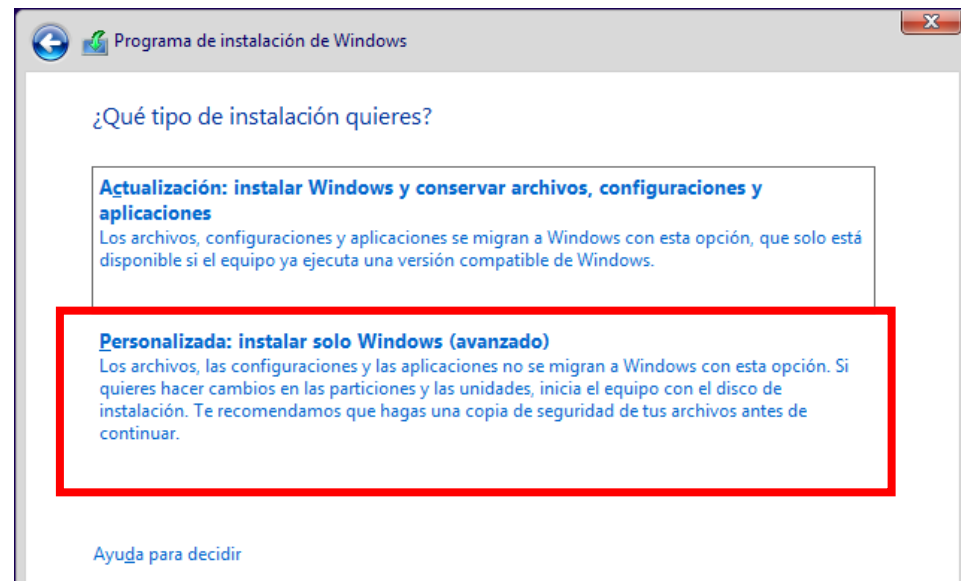 Programa de instalación de Windows
¿Qué tipo de instalación quieres?
Actualización: instalar Windows y conservar archivos, configuraciones y
aplicaciones
Los archivos, configuraciones y aplicaciones se migran a Windows con esta opción, que solo está
disponible si el equipo ya ejecuta una versión compatible de Windows.
Personalizada: instalar solo Windows (avanzado)
Los archivos, las configuraciones y las aplicaciones no se migran a Windows con esta opción. Si
quieres hacer cambios en las particiones y las unidades, inicia el equipo con el disco de
instalación. Te recomendamos que hagas una copia de seguridad de tus archivos antes de
continuar.
Ayuda para decidir